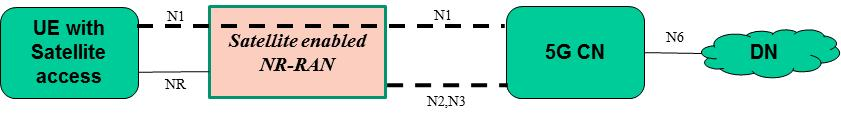 UE with
Satellite
access
N1
NR
Satellite enabled
NR-RAN
N1
N2,N3
5G CN
N6
DN